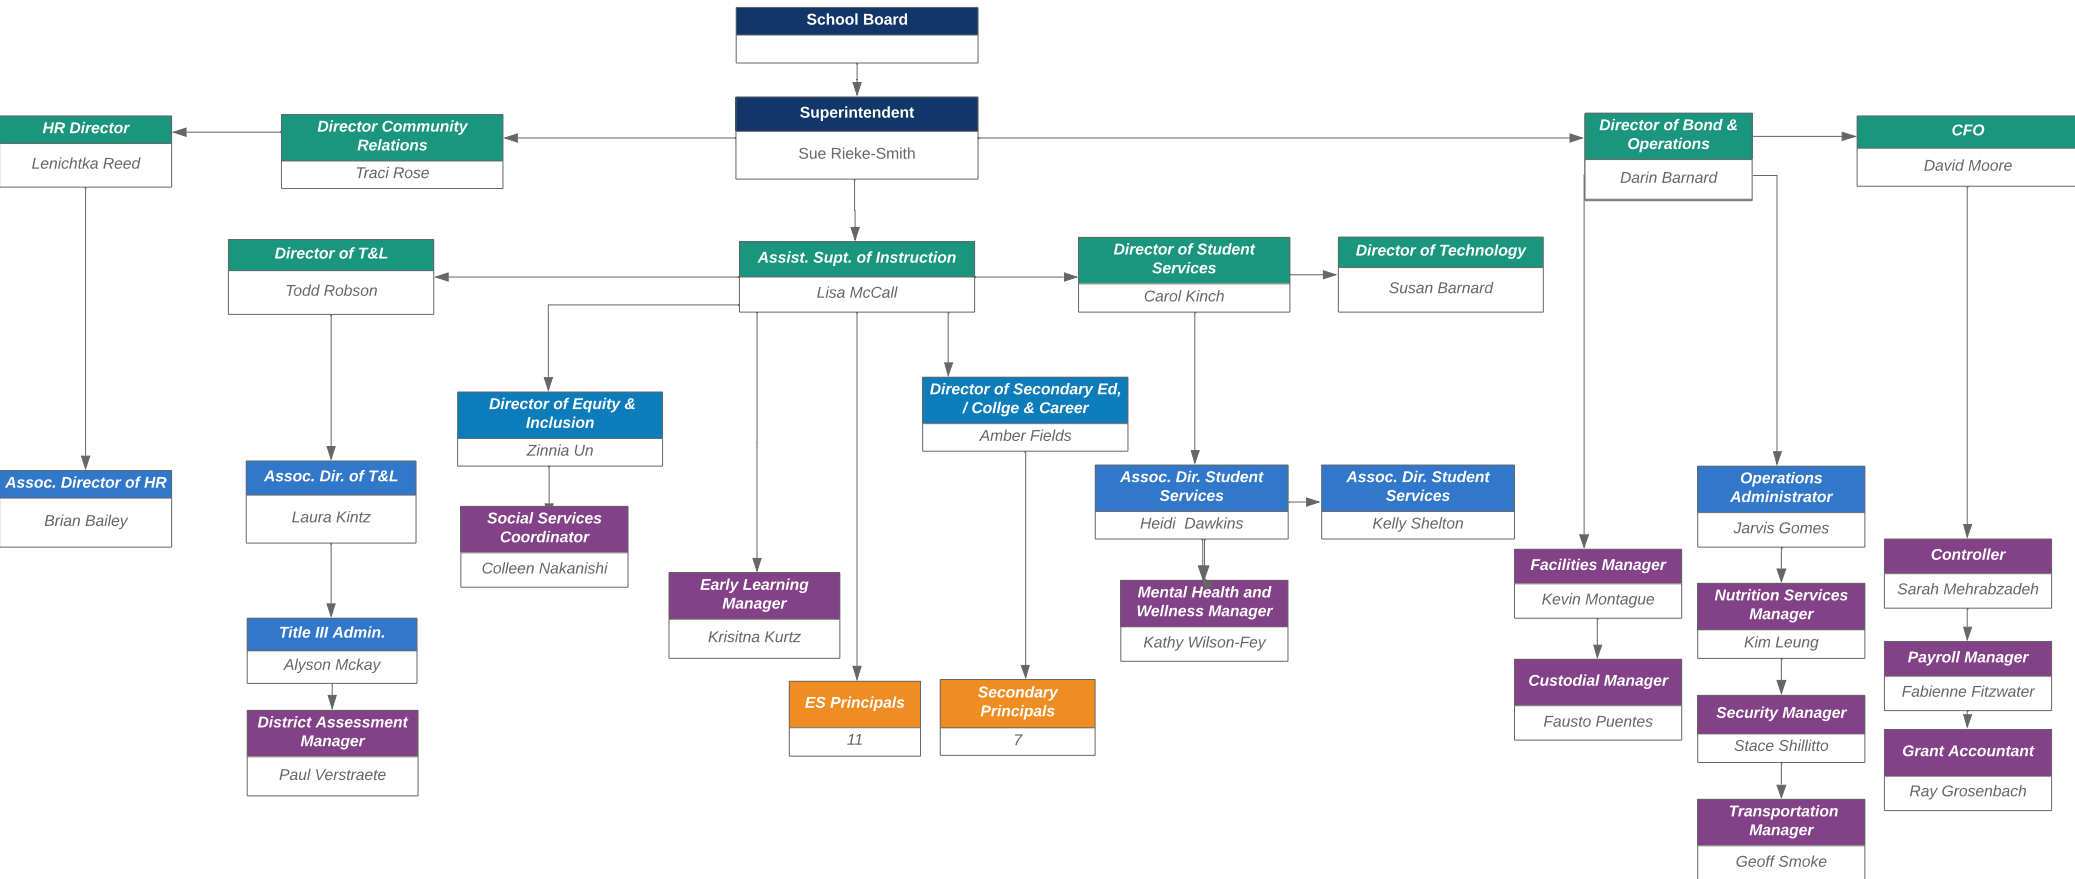 School Board
Superintendent
Sue Rieke-Smith
HR Director
Lenichtka Reed
Director Community
Relations
Traci Rose
Director of Bond &
Operations
Darin Barnard
CFO
David Moore
Director of T&L
Todd Robson
Assist. Supt. of Instruction
Lisa McCall
Director of Student
Services
Carol Kinch
Director of Technology
Susan Barnard
Director of Equity &
Inclusion
Zinnia Un
Director of Secondary Ed,
/ Collge & Career
Amber Fields
Assoc. Director of HR
Brian Bailey
Assoc. Dir. of T&L
Laura Kintz
Social Services
Coordinator
Colleen Nakanishi
Assoc. Dir. Student
Services
Heidi  Dawkins
Assoc. Dir. Student
Services
Kelly Shelton
Operations
Administrator
Jarvis Gomes
Facilities Manager
Kevin Montague
Controller
Sarah Mehrabzadeh
Early Learning
Manager
Krisitna Kurtz
Mental Health and
Wellness Manager
Kathy Wilson-Fey
Nutrition Services
Manager
Kim Leung
Title III Admin.
Alyson Mckay
Custodial Manager
Fausto Puentes
Payroll Manager
Fabienne Fitzwater
ES Principals
11
Secondary
Principals
7
Security Manager
Stace Shillitto
District Assessment
Manager
Paul Verstraete
Grant Accountant
Ray Grosenbach
Transportation
Manager
Geoff Smoke